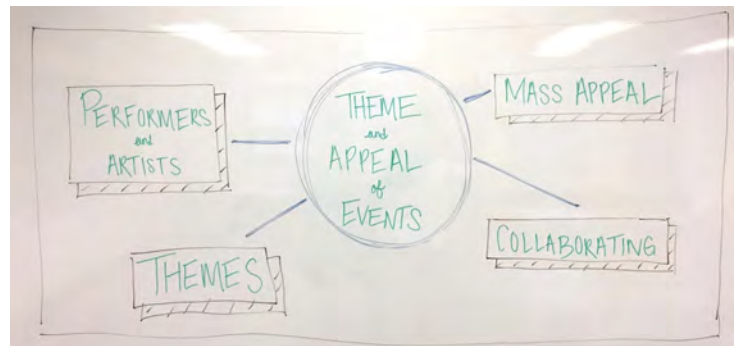 PERFORMERS
and
ARTISTS
THEME
and
APPEAL
of
EVENTS
MASS APPEAL
THEMES
COLLABORATING